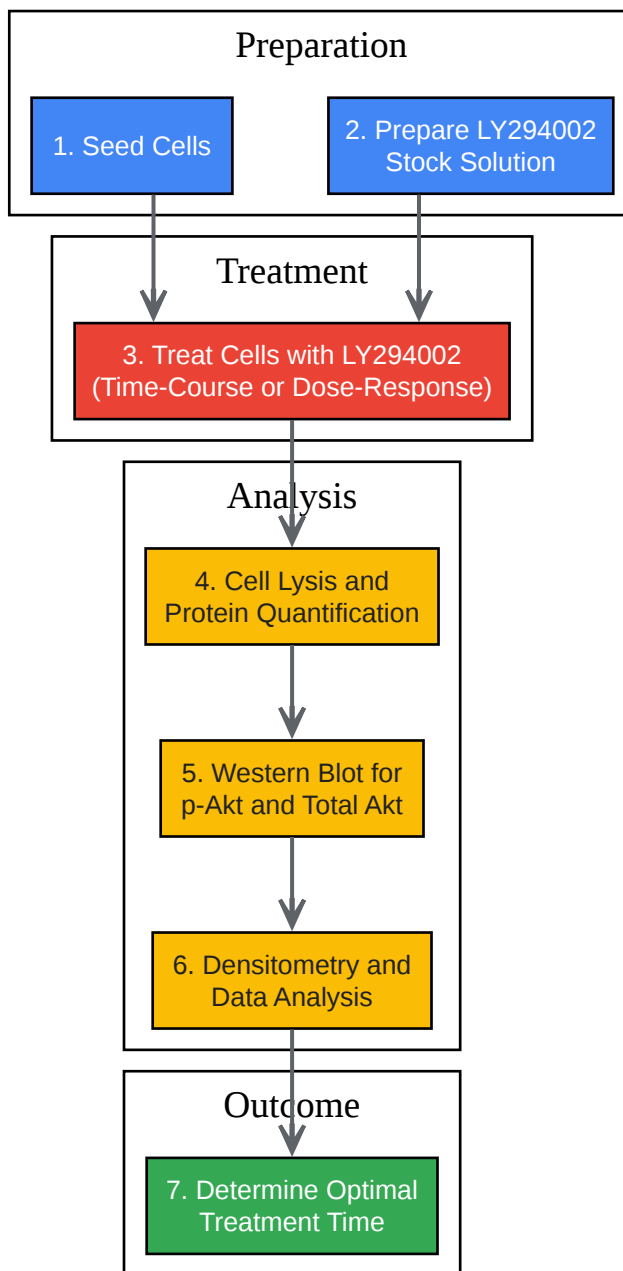 Preparation
1. Seed Cells
2. Prepare LY294002
Stock Solution
Treatment
3. Treat Cells with LY294002
(Time-Course or Dose-Response)
Analysis
4. Cell Lysis and
Protein Quantification
5. Western Blot for
p-Akt and Total Akt
6. Densitometry and
Data Analysis
Outcome
7. Determine Optimal
Treatment Time